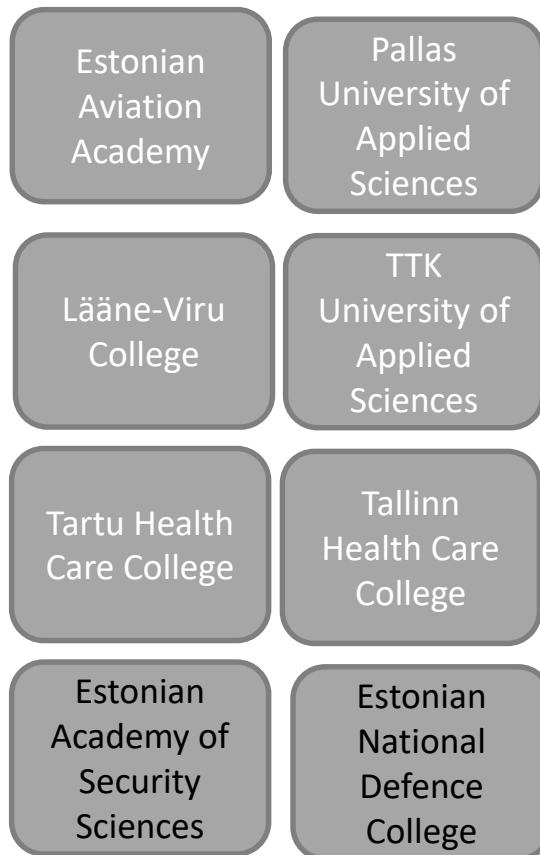 Estonian
Aviation
Academy
Pallas
University of
Applied
Sciences
Lääne-Viru
College
TTK
University of
Applied
Sciences
Tartu Health
Care College
Tallinn
Health Care
College
Estonian
Academy of
Security
Sciences
Estonian
National
Defence
College